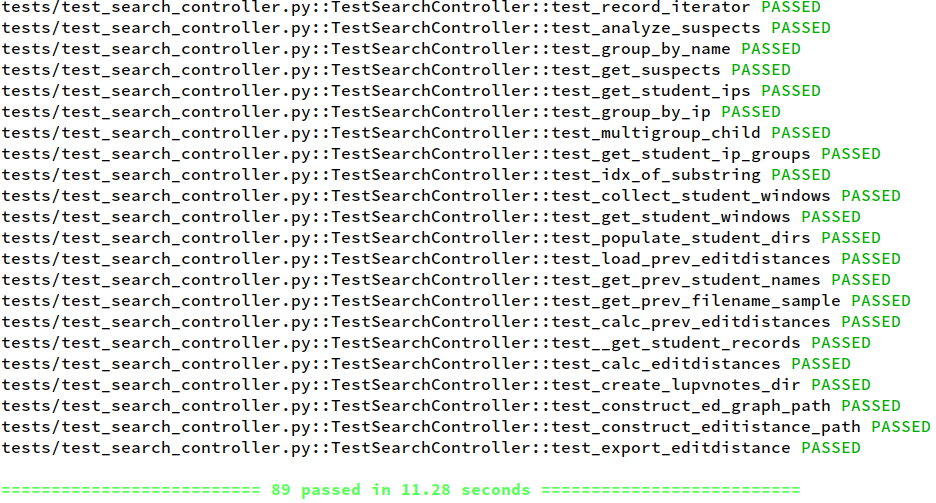 tests/test_search_controller.py::TestSearchController::test_record_iterator PASSED
tests/test_search_controller.py::TestSearchController::test_analyze_suspects PASSED
tests/test_search_controller.py::TestSearchController::test_group_by_name PASSED
tests/test_search_controller.py::TestSearchController::test_get_suspects PASSED
tests/test_search_controller.py::TestSearchController::test_get_student_ips PASSED
tests/test_search_controller.py::TestSearchController::test_group_by_ip PASSED
tests/test_search_controller.py::TestSearchController::test_multigroup_child PASSED
tests/test_search_controller.py::TestSearchController::test_get_student_ip_groups PASSED
tests/test_search_controller.py::TestSearchController::test_idx_of_substring PASSED
tests/test_search_controller.py::TestSearchController::test_collect_student_windows PASSED
tests/test_search_controller.py::TestSearchController::test_get_student_windows PASSED
tests/test_search_controller.py::TestSearchController::test_populate_student_dirs PASSED
tests/test_search_controller.py::TestSearchController::test_load_prev_editdistances PASSED
tests/test_search_controller.py::TestSearchController::test_get_prev_student_names PASSED
tests/test_search_controller.py::TestSearchController::test_get_prev_filename_sample PASSED
tests/test_search_controller.py::TestSearchController::test_calc_prev_editdistances PASSED
tests/test_search_controller.py::TestSearchController::test__get_student_records PASSED
tests/test_search_controller.py::TestSearchController::test_calc_editdistances PASSED
tests/test_search_controller.py::TestSearchController::test_create_lupvnotes_dir PASSED
tests/test_search_controller.py::TestSearchController::test_construct_ed_graph_path PASSED
tests/test_search_controller.py::TestSearchController::test_construct_editistance_path PASSED
tests/test_search_controller.py::TestSearchController::test_export_editdistance PASSED
========================== 89 passed in 11.28 seconds ==========================